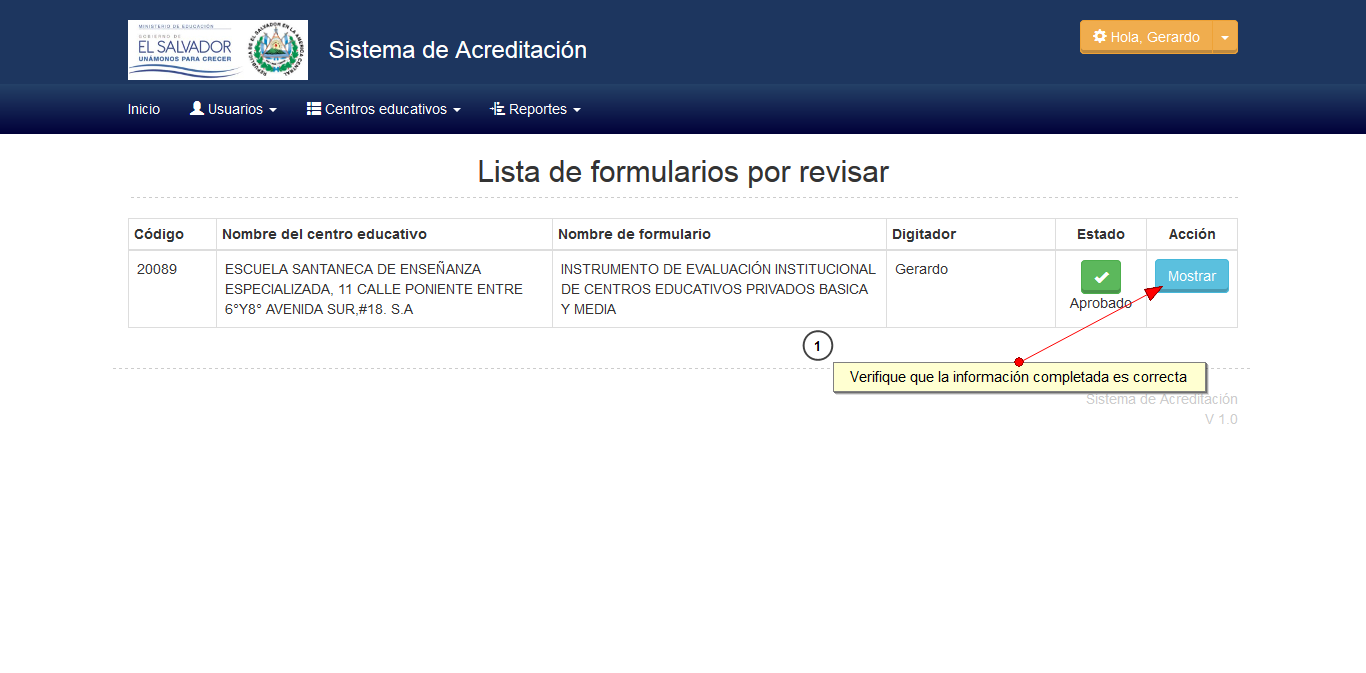 MINISTERIO DE EDUCACIÓN
GOBIERNO DE
EL SALVADOR
UNÁMONOS PARA CRECER
REPUBLICA DE EL SALVADOR EN LA AMERICA CENTRAL
Sistema de Acreditación
Hola, Gerardo
Inicio Usuarios Centros educativos Reportes
Lista de formularios por revisar
Código Nombre del centro educativo Nombre de formulario Digitador Estado Acción
20089 ESCUELA SANTANECA DE ENSEÑANZA INSTRUMENTO DE EVALUACIÓN INSTITUCIONAL Gerardo Mostrar
ESPECIALIZADA, 11 CALLE PONIENTE ENTRE DE CENTROS EDUCATIVOS PRIVADOS BASICA
6°Y8° AVENIDA SUR,#18. S.A Y MEDIA Aprobado
1
Verifique que la información completada es correcta
Sistema de Acreditación
V 1.0